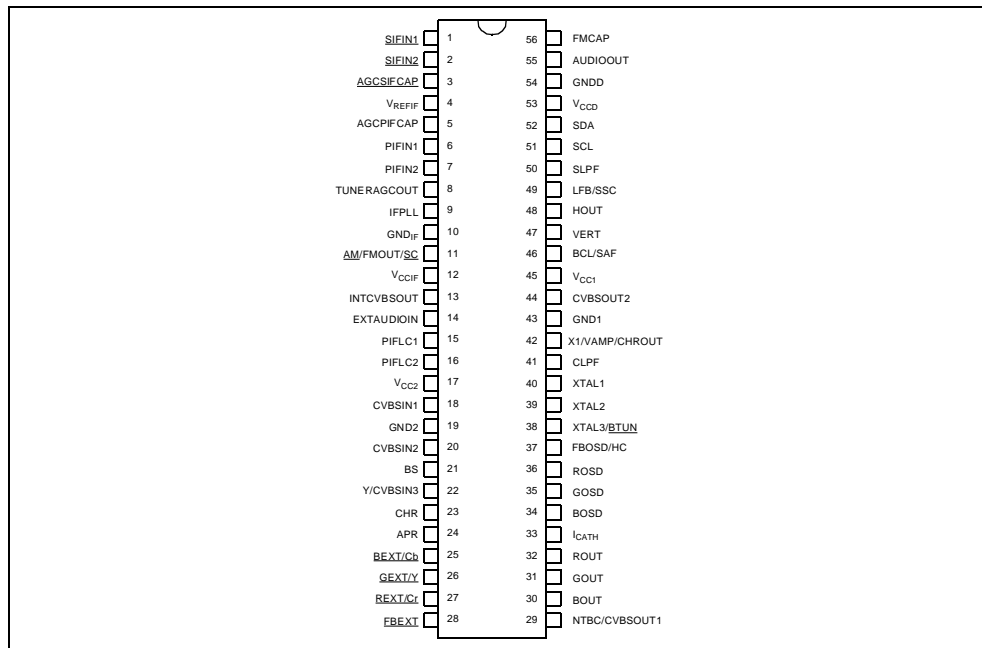 SIFIN1 1 56 FMCAP
SIFIN2 2 55 AUDIOOUT
AGCSIFCAP 3 54 GNDD
VREFIF 4 53 VCCD
AGCPIFCAP 5 52 SDA
PIFIN1 6 51 SCL
PIFIN2 7 50 SLPF
TUNERAGCOUT 8 49 LFB/SSC
IFPLL 9 48 HOUT
GNDIF 10 47 VERT
AM/FMOUT/SC 11 46 BCL/SAF
VCCIF 12 45 VCC1
INTCVBSOUT 13 44 CVBSOUT2
EXTAUDIOIN 14 43 GND1
PIFLC1 15 42 X1/VAMP/CHROUT
PIFLC2 16 41 CLPF
VCC2 17 40 XTAL1
CVBSIN1 18 39 XTAL2
GND2 19 38 XTAL3/BTUN
CVBSIN2 20 37 FBOSD/HC
BS 21 36 ROSD
Y/CVBSIN3 22 35 GOSD
CHR 23 34 BOSD
APR 24 33 ICATH
BEXT/Cb 25 32 ROUT
GEXT/Y 26 31 GOUT
REXT/Cr 27 30 BOUT
FBEXT 28 29 NTBC/CVBSOUT1